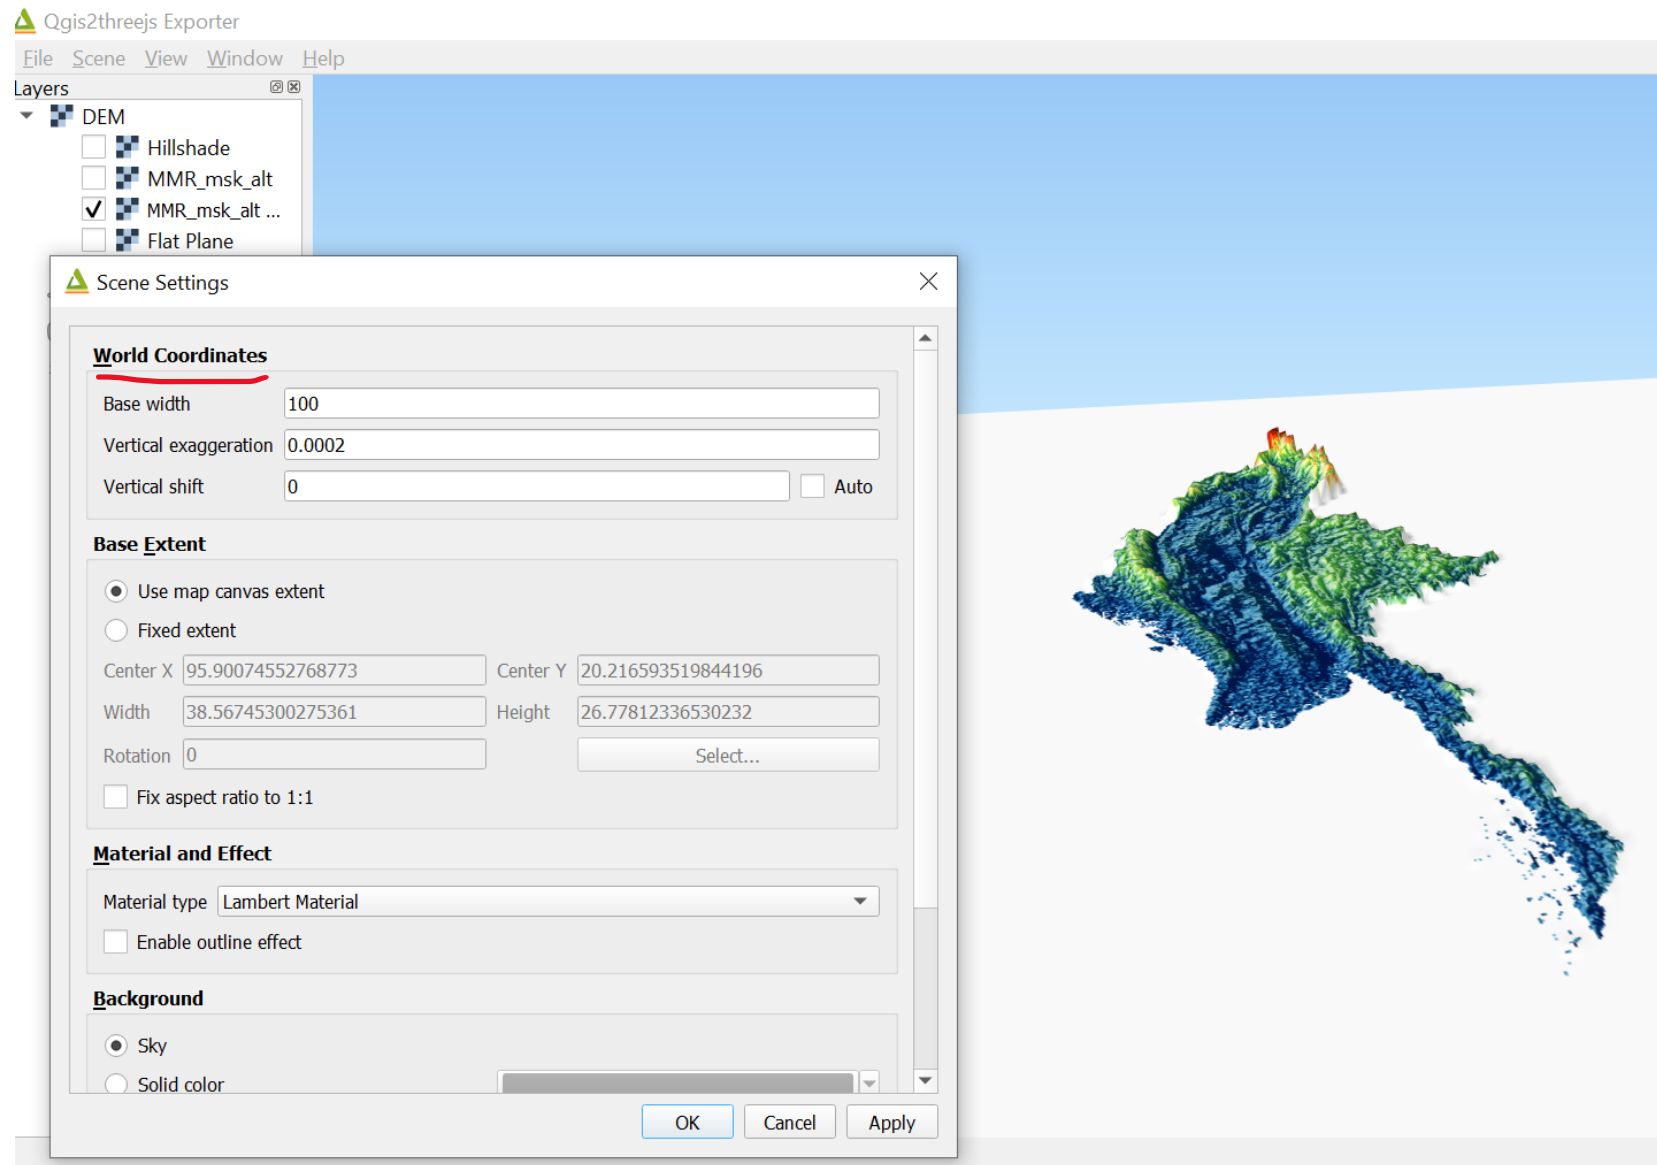 Qgis2threejs Exporter
File Scene View Window Help
Layers
DEM
Hillshade
MMR_msk_alt
MMR_msk_alt ...
Flat Plane
Scene Settings
World Coordinates
Base width 100
Vertical exaggeration 0.0002
Vertical shift 0 Auto
Base Extent
Use map canvas extent
Fixed extent
Center X 95.90074552768773 Center Y 20.216593519844196
Width 38.56745300275361 Height 26.77812336530232
Rotation 0 Select...
Fix aspect ratio to 1:1
Material and Effect
Material type Lambert Material
Enable outline effect
Background
Sky
Solid color
OK Cancel Apply